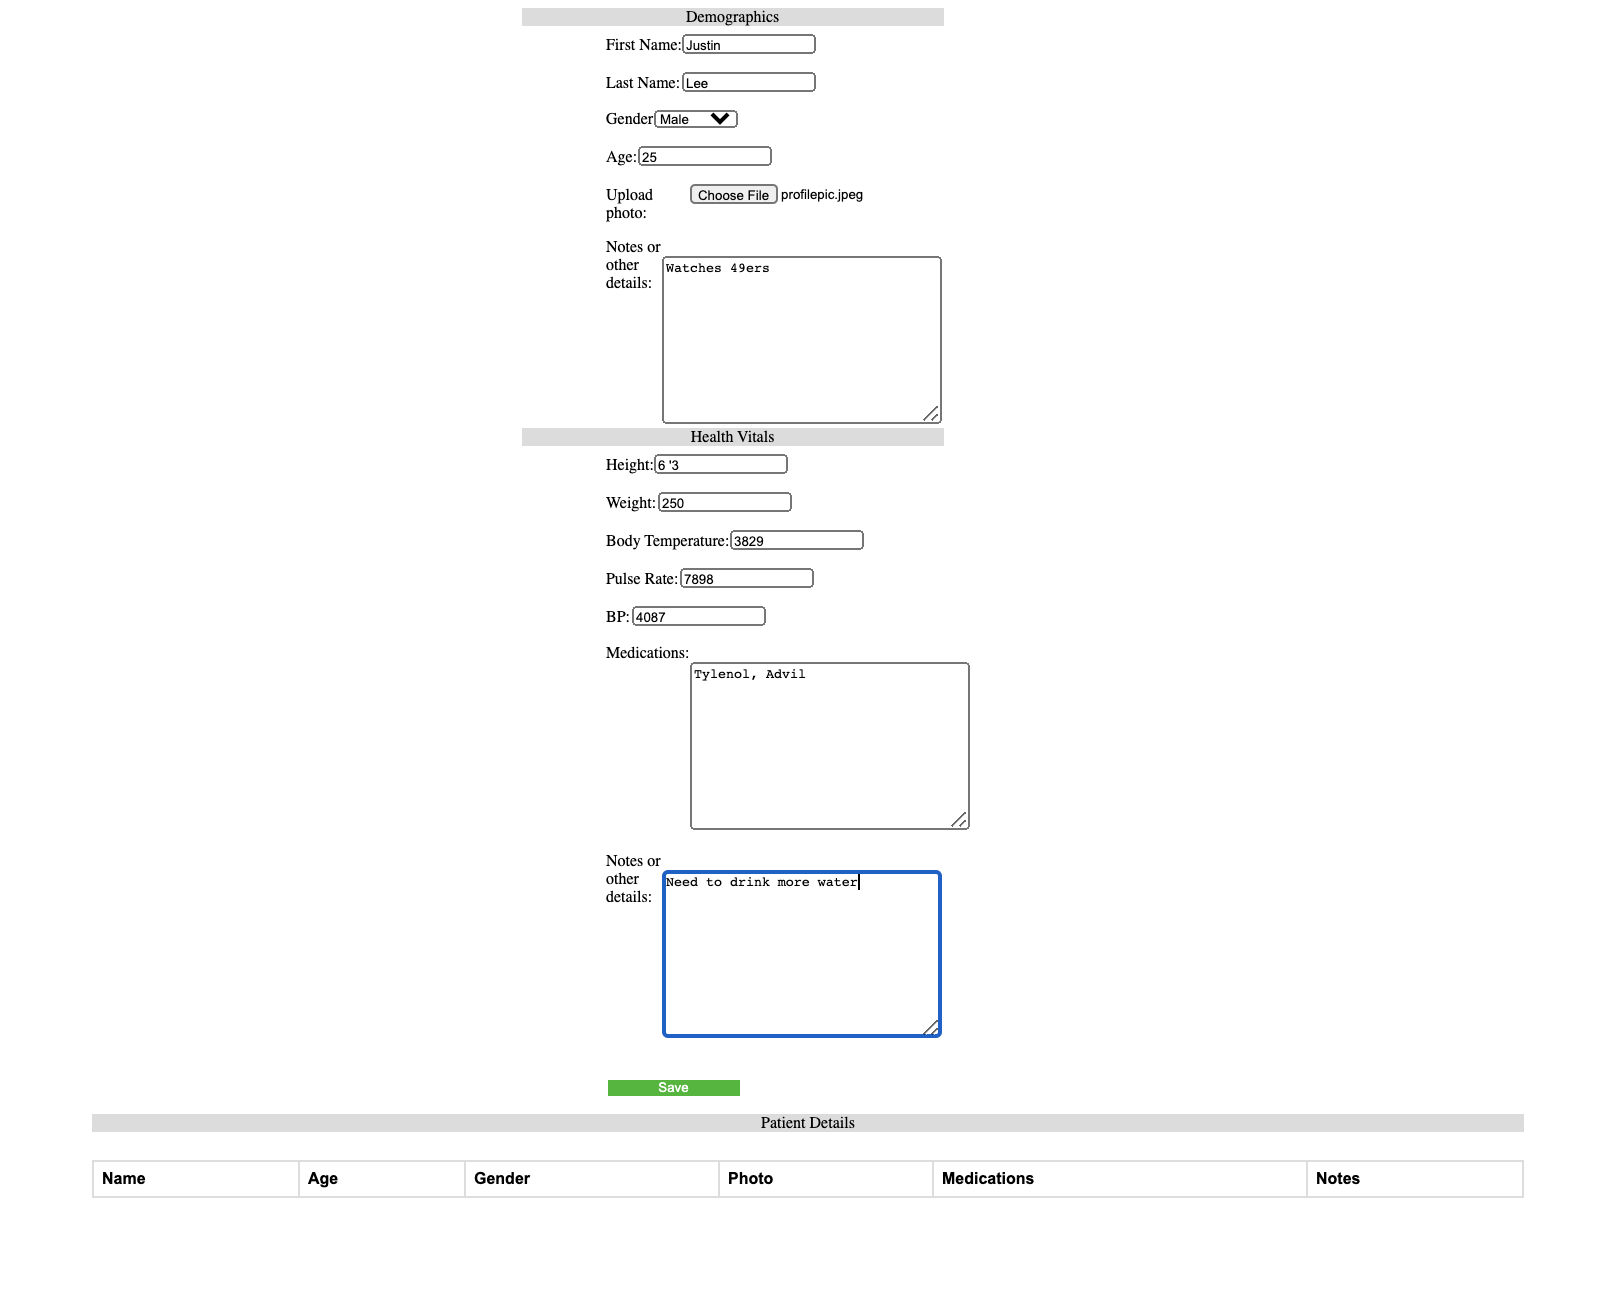 Demographics
First Name: Justin
Last Name: Lee
Gender Male
Age: 25
Upload photo: Choose File profilepic.jpeg
Notes or other details:
Watches 49ers
Health Vitals
Height: 6 '3
Weight: 250
Body Temperature: 3829
Pulse Rate: 7898
BP: 4087
Medications:
Tylenol, Advil
Notes or other details:
Need to drink more water
Save
Patient Details
Name Age Gender Photo Medications Notes